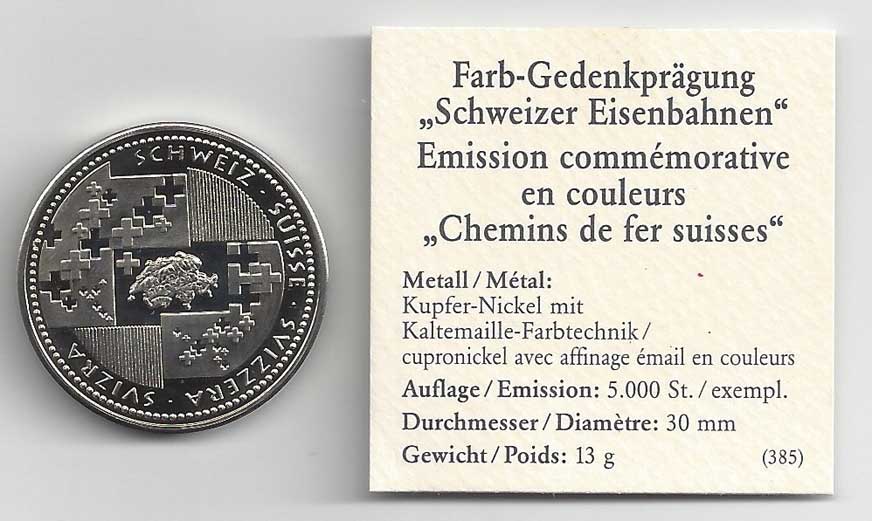 SCHWEIZ · SUISSE · SVIZZERA · SVIZRA
Farb-Gedenkprägung
„Schweizer Eisenbahnen“
Emission commémorative
en couleurs
„Chemins de fer suisses“
Metall / Métal:
Kupfer-Nickel mit
Kaltemaille-Farbtechnik /
cupronickel avec affinage émail en couleurs
Auflage / Emission: 5.000 St. / exempl.
Durchmesser / Diamètre: 30 mm
Gewicht / Poids: 13 g (385)